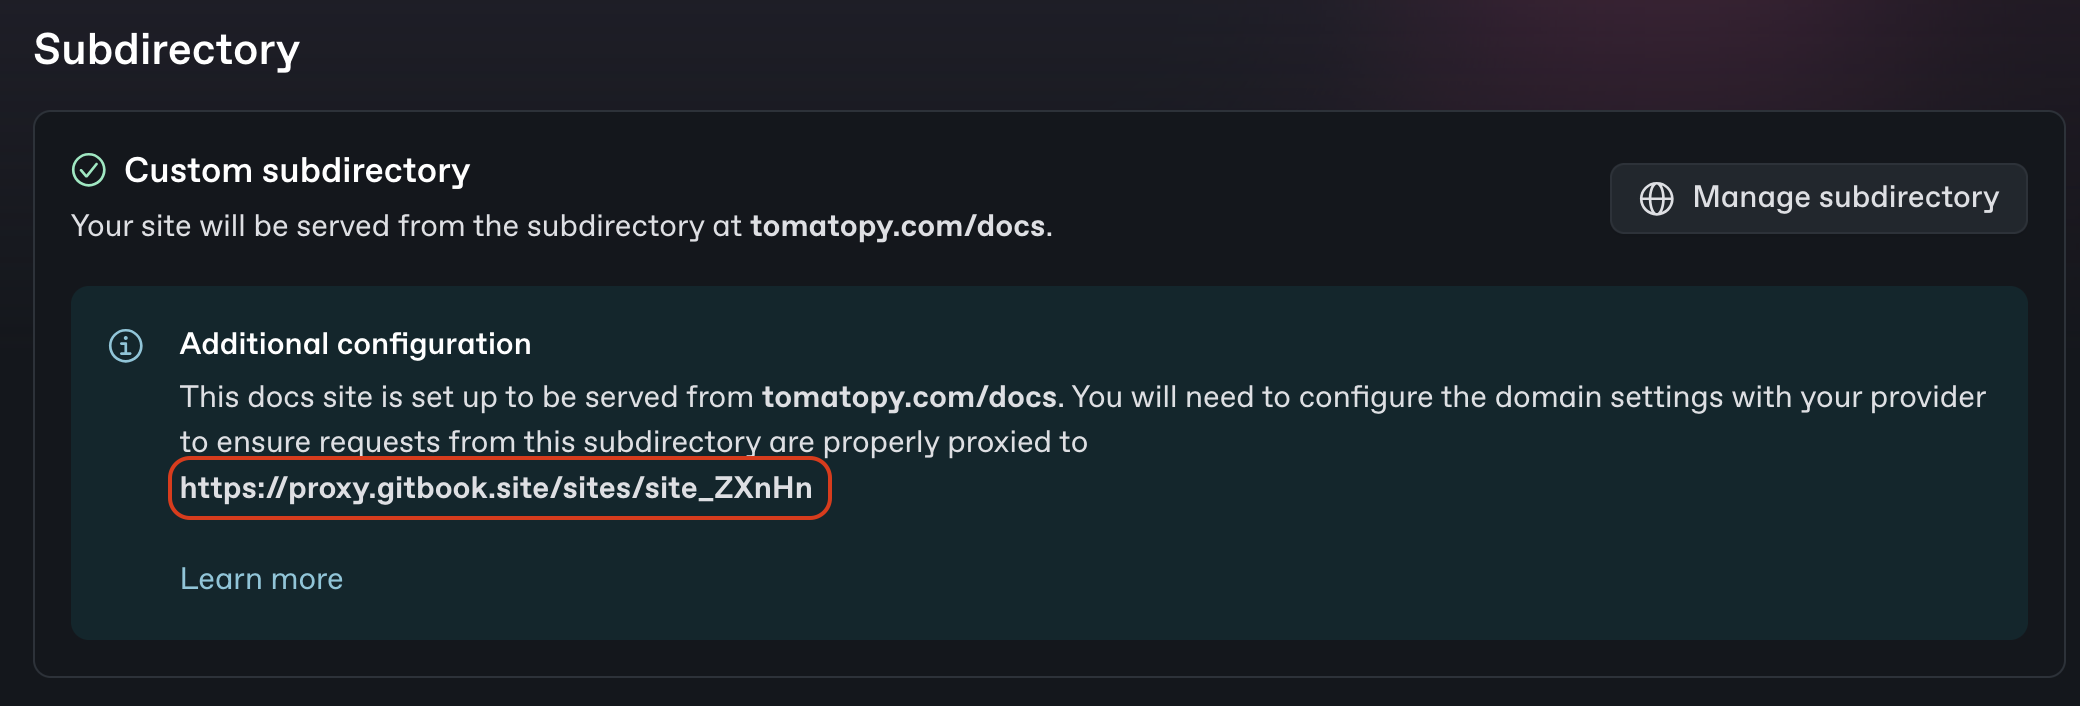 Subdirectory
Custom subdirectory
Your site will be served from the subdirectory at tomatopy.com/docs.
Manage subdirectory
Additional configuration
This docs site is set up to be served from tomatopy.com/docs. You will need to configure the domain settings with your provider
to ensure requests from this subdirectory are properly proxied to
https://proxy.gitbook.site/sites/site_ZXnHn
Learn more